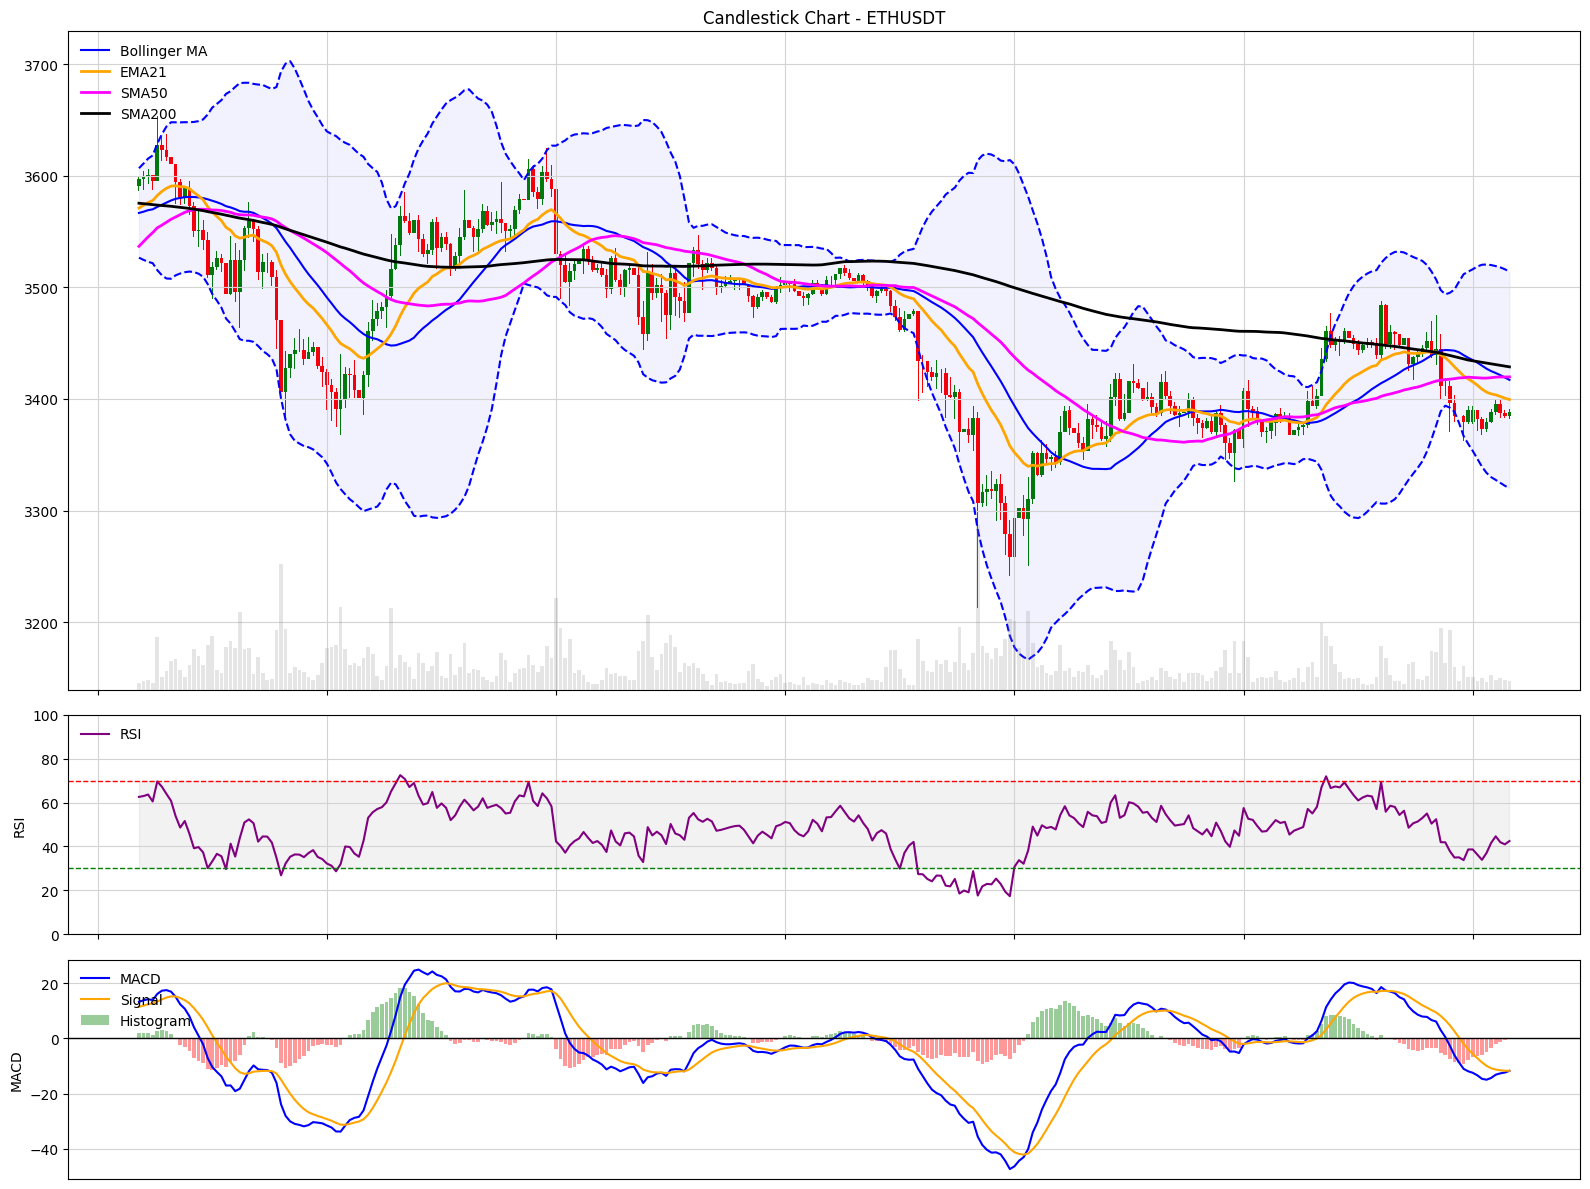 Candlestick Chart - ETHUSDT
Bollinger MA
EMA21
SMA50
SMA200
3700
3600
3500
3400
3300
3200
RSI
100
80
60
40
20
0
RSI
MACD
Signal
Histogram
20
0
−20
−40
MACD